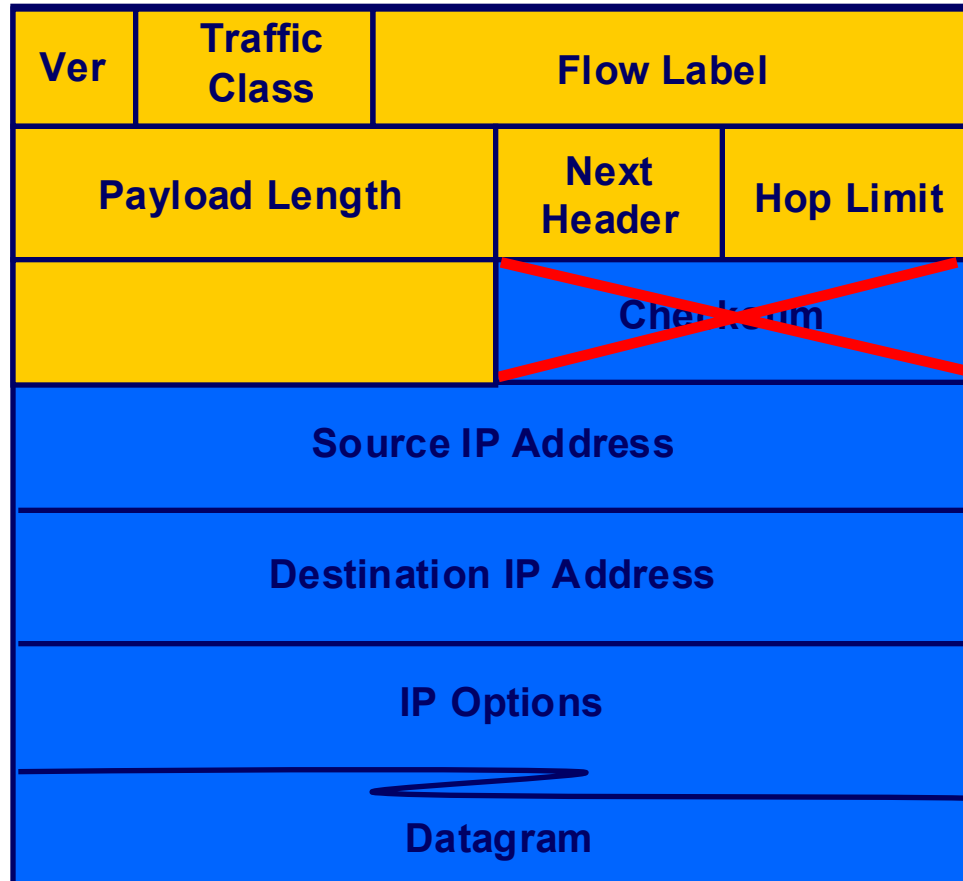 Ver
Traffic
Class
Flow Label
Payload Length
Next
Header
Hop Limit
Checksum
Source IP Address
Destination IP Address
IP Options
Datagram